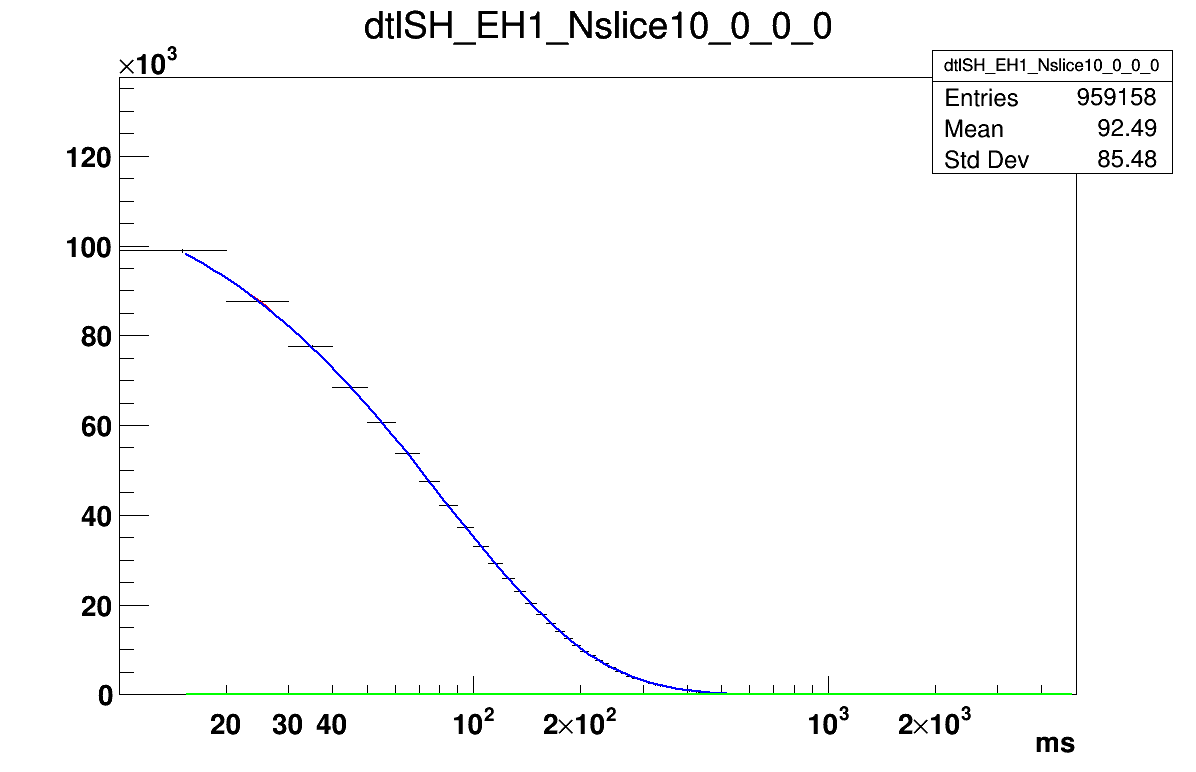 dtlSH_EH1_Nslice10_0_0_0
×10³
dtlSH_EH1_Nslice10_0_0_0
Entries 959158
Mean 92.49
Std Dev 85.48
120
100
80
60
40
20
0
20 30 40 10² 2×10² 10³ 2×10³
ms